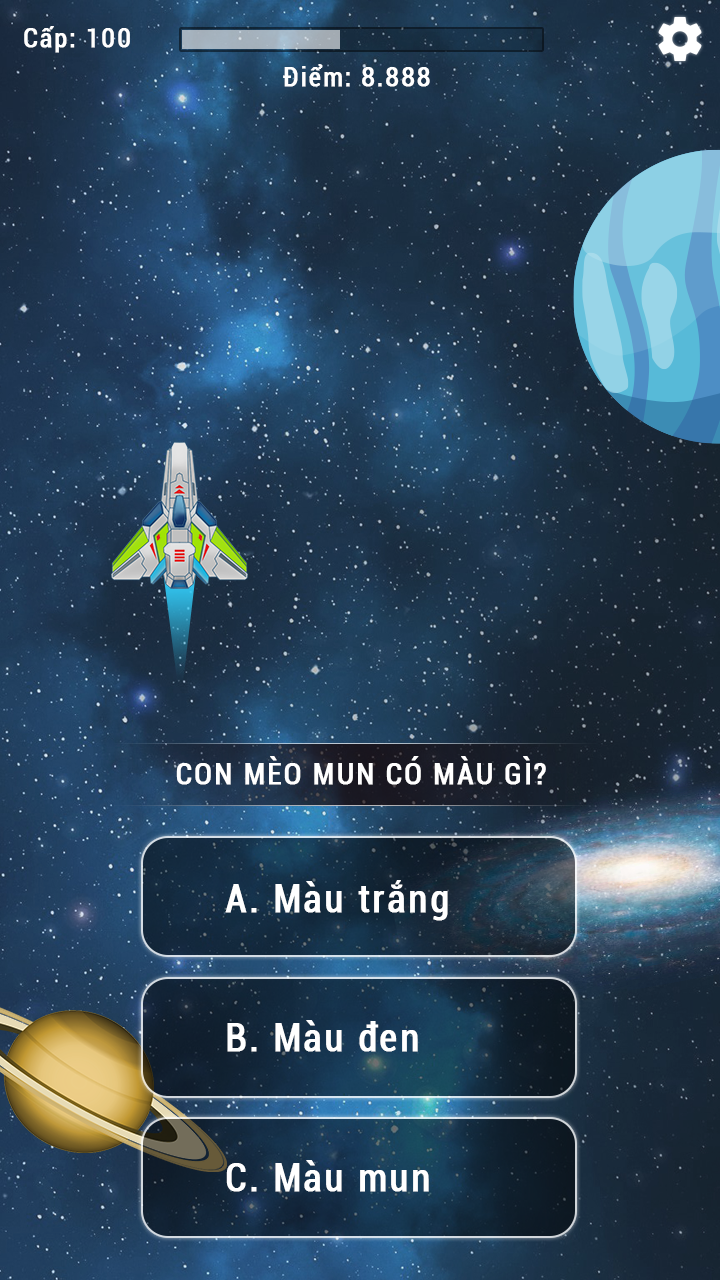 Cấp: 100
Điểm: 8.888
CON MÈO MUN CÓ MÀU GÌ?
A. Màu trắng
B. Màu đen
C. Màu mun